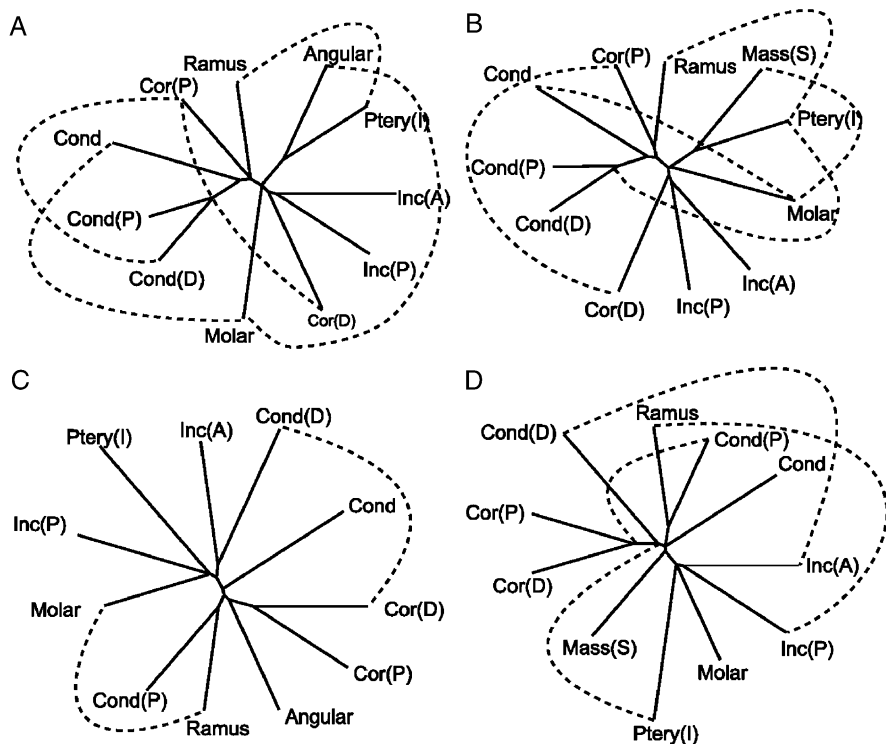 A
Ramus
Angular
Cor(P)
Ptery(I)
Cond
Inc(A)
Cond(P)
Inc(P)
Cond(D)
Cor(D)
Molar
B
Cor(P)
Ramus
Mass(S)
Cond
Ptery(I)
Cond(P)
Molar
Cond(D)
Inc(A)
Cor(D)
Inc(P)
C
Cond(D)
Inc(A)
Ptery(I)
Cond
Inc(P)
Molar
Cor(D)
Cor(P)
Cond(P)
Ramus
Angular
D
Ramus
Cond(D)
Cond(P)
Cond
Cor(P)
Inc(A)
Cor(D)
Mass(S)
Inc(P)
Molar
Ptery(I)